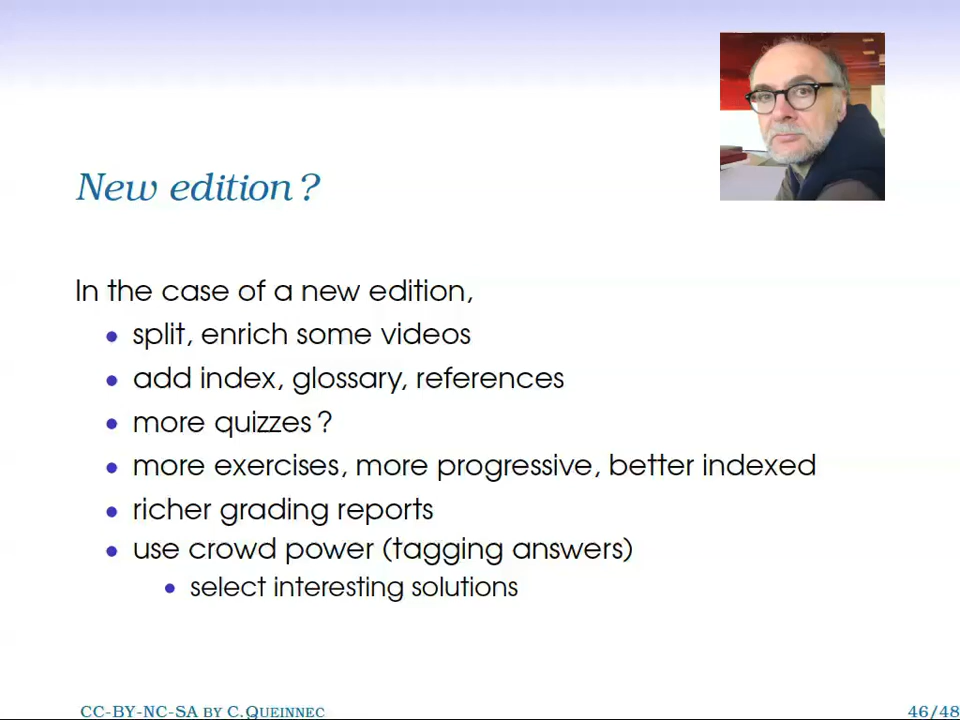 New edition ?
In the case of a new edition,
• split, enrich some videos
• add index, glossary, references
• more quizzes ?
• more exercises, more progressive, better indexed
• richer grading reports
• use crowd power (tagging answers)
• select interesting solutions
CC-BY-NC-SA BY C.QUEINNEC
46/48